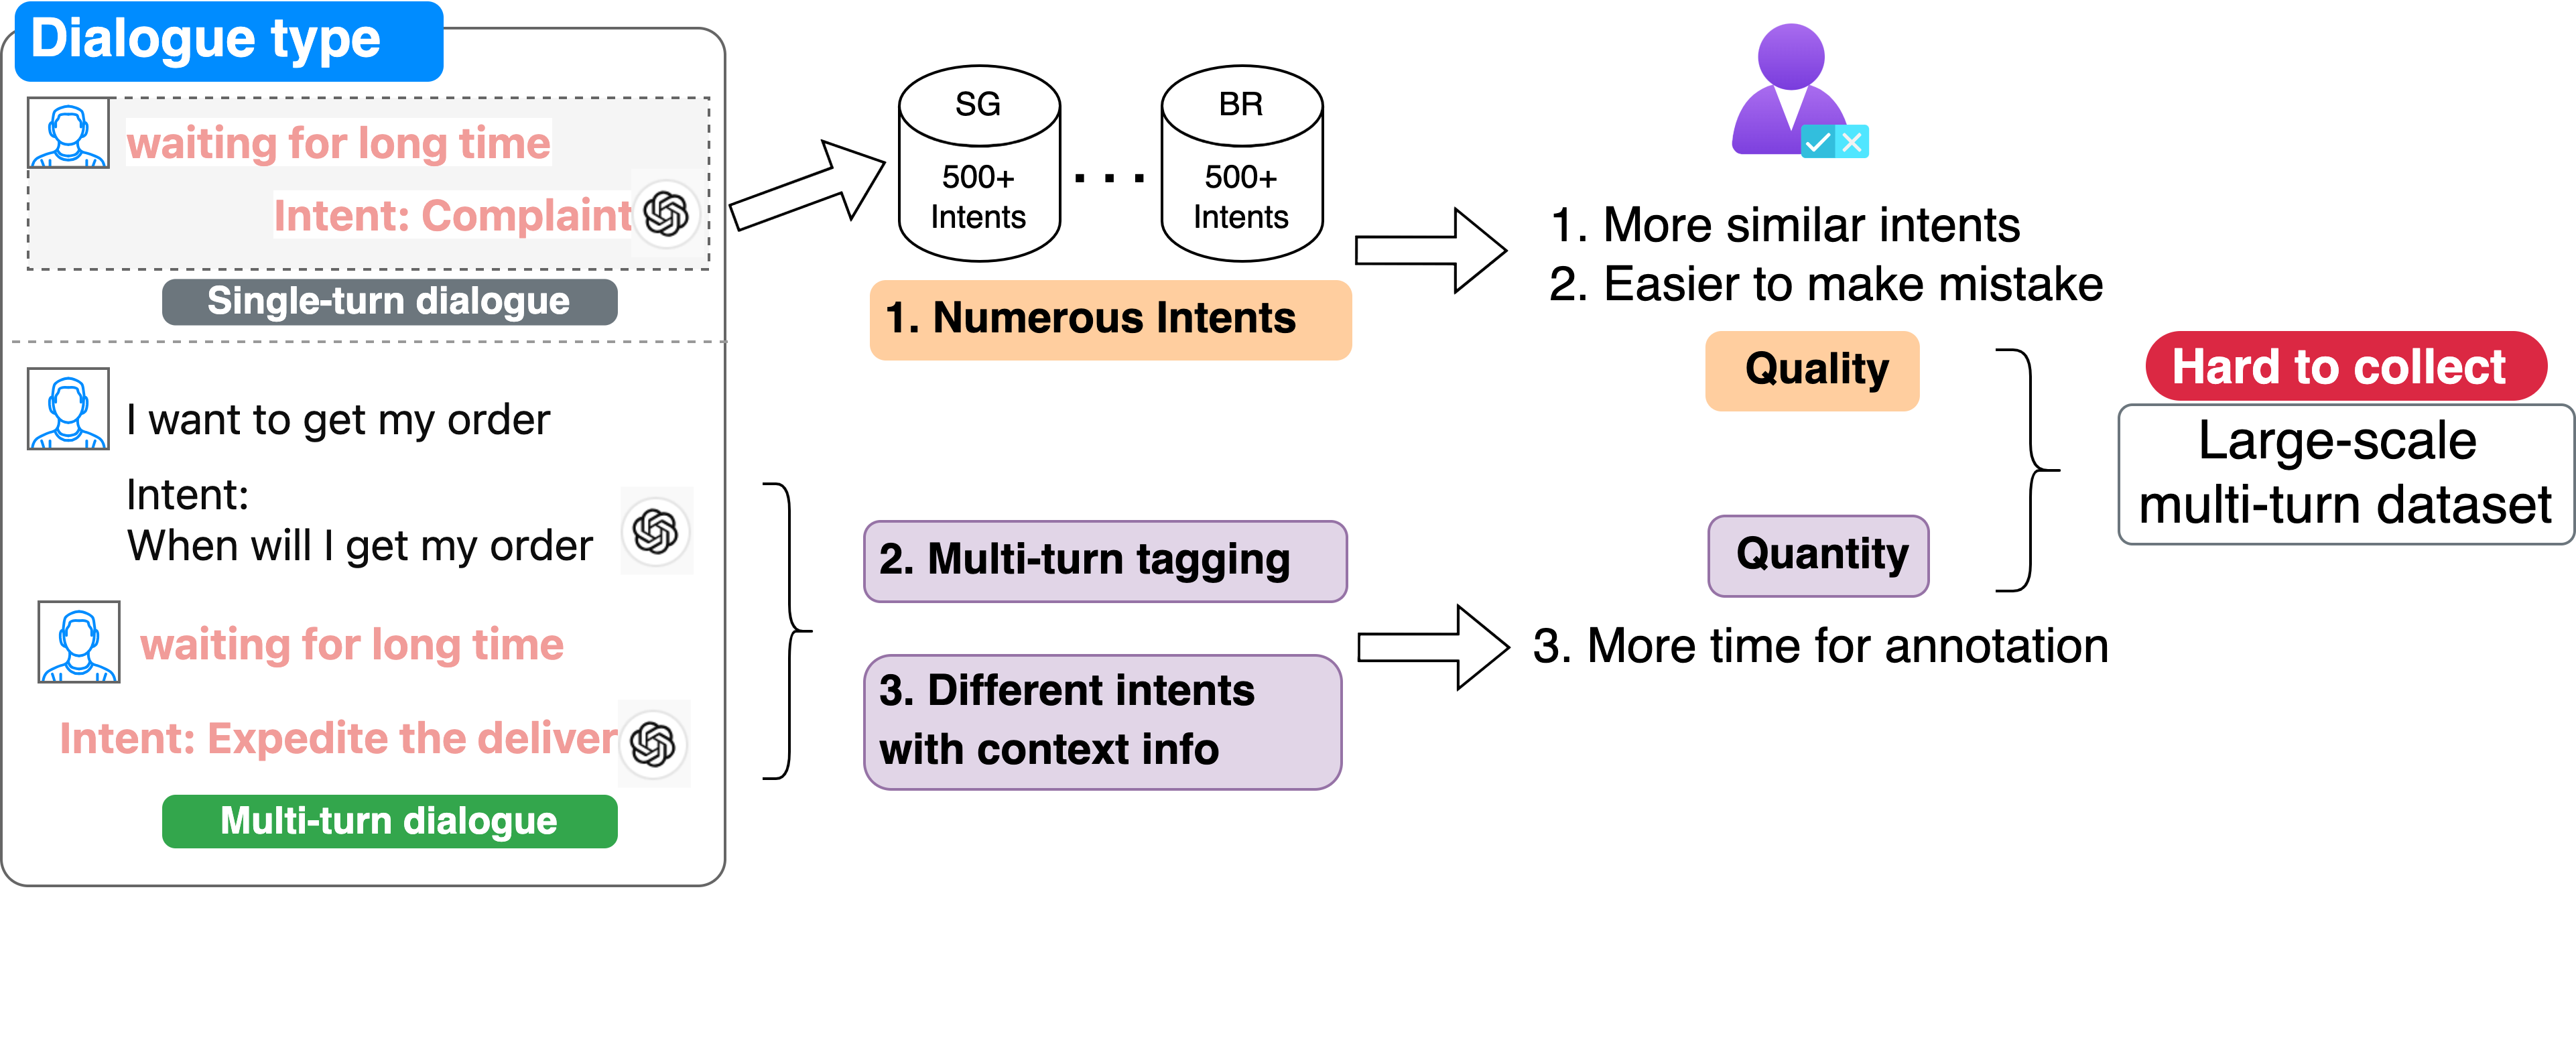 Dialogue type
waiting for long time
Intent: Complaint
Single-turn dialogue
I want to get my order
Intent:
When will I get my order
waiting for long time
Intent: Expedite the deliver
Multi-turn dialogue
SG
500+
Intents
...
BR
500+
Intents
1. Numerous Intents
2. Multi-turn tagging
3. Different intents
with context info
1. More similar intents
2. Easier to make mistake
Quality
Quantity
3. More time for annotation
Hard to collect
Large-scale
multi-turn dataset